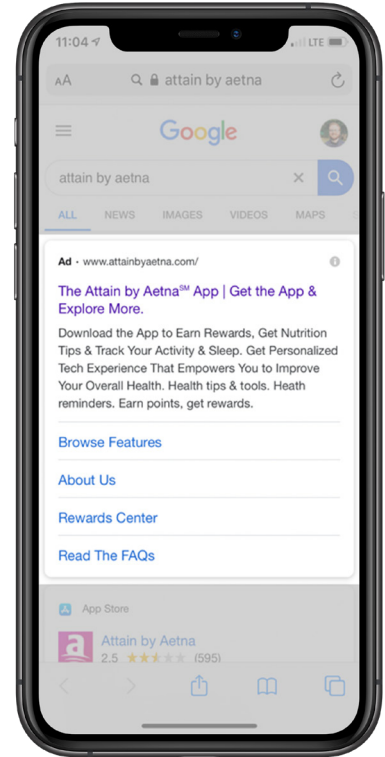 11:04
LTE
AA
attain by aetna
Google
attain by aetna
ALL NEWS IMAGES VIDEOS MAPS S
Ad · www.attainbyaetna.com/
The Attain by Aetna℠ App | Get the App &
Explore More.
Download the App to Earn Rewards, Get Nutrition
Tips & Track Your Activity & Sleep. Get Personalized
Tech Experience That Empowers You to Improve
Your Overall Health. Health tips & tools. Heath
reminders. Earn points, get rewards.
Browse Features
About Us
Rewards Center
Read The FAQs
App Store
a
Attain by Aetna
2.5 ★★★★★ (595)